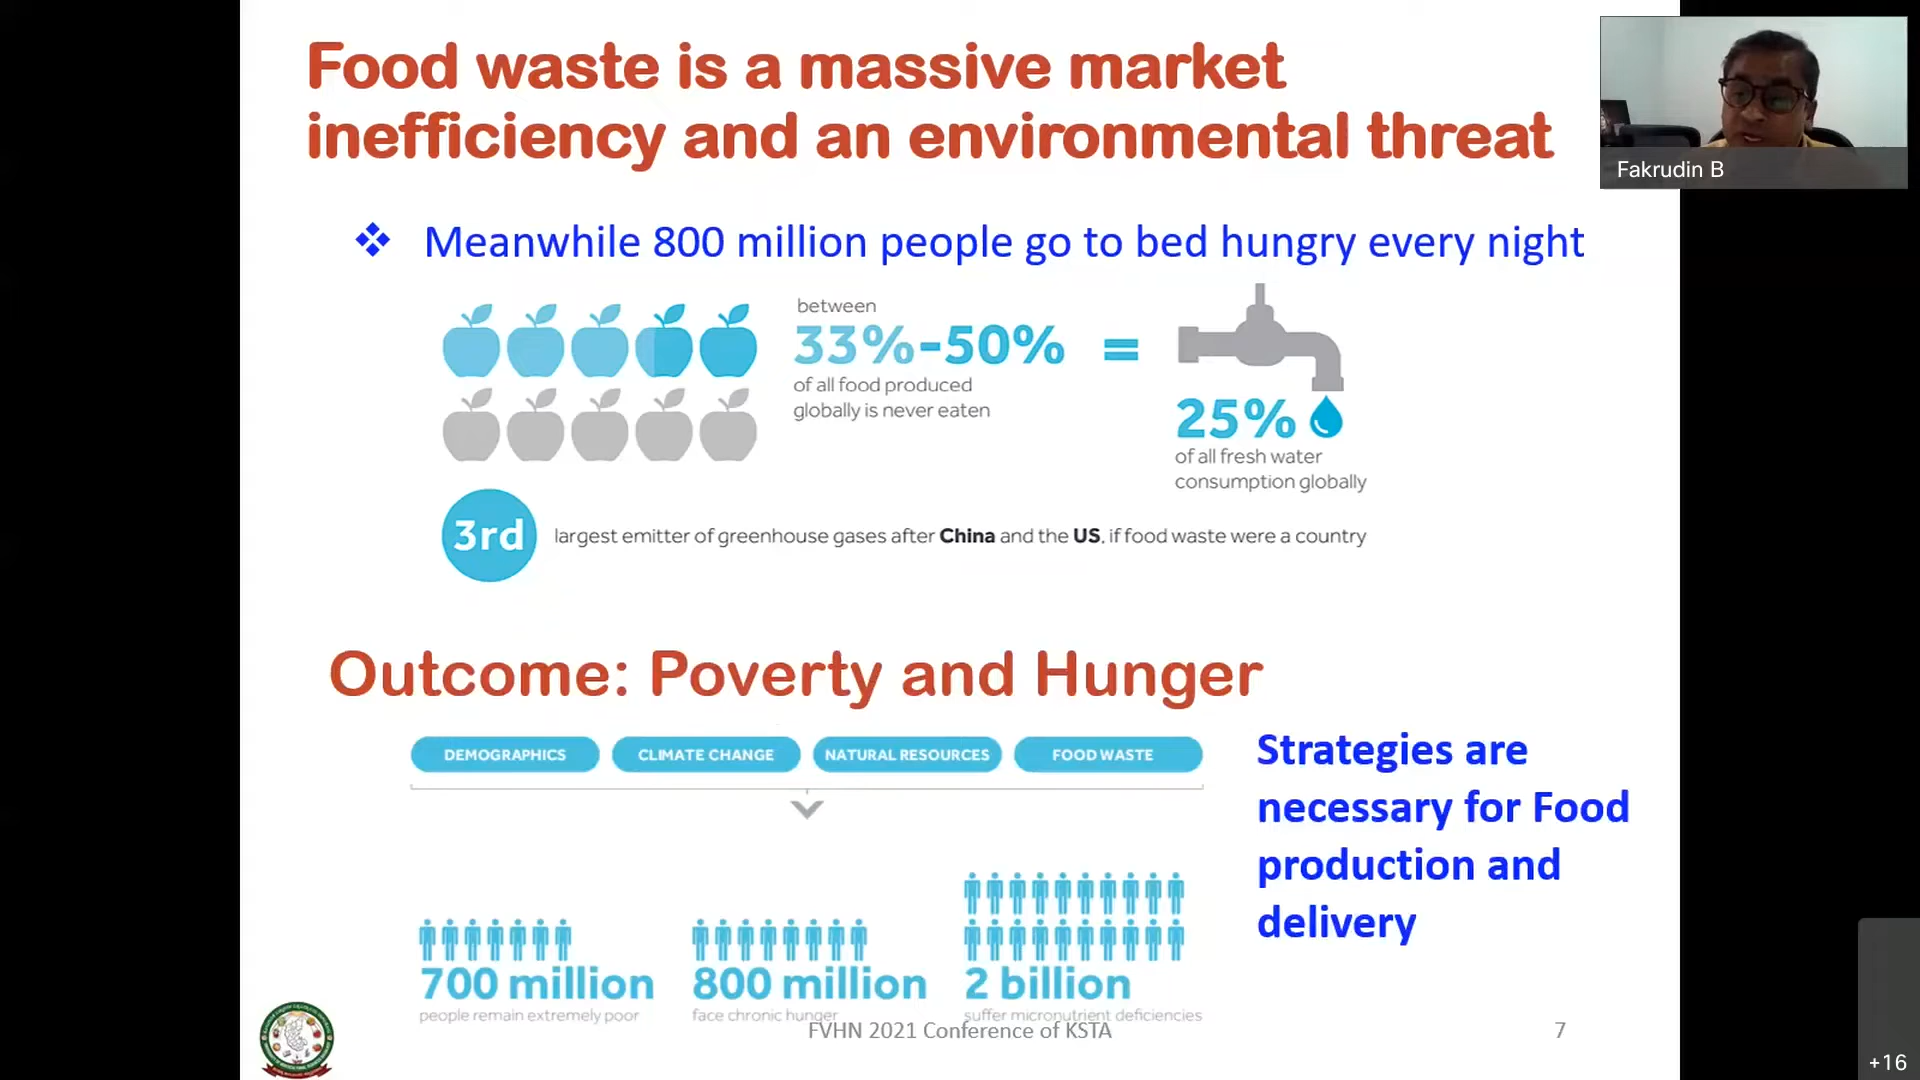 Food waste is a massive market
inefficiency and an environmental threat
Fakrudin B
Meanwhile 800 million people go to bed hungry every night
between
33%-50%
of all food produced
globally is never eaten
=
25%
of all fresh water
consumption globally
3rd
largest emitter of greenhouse gases after China and the US, if food waste were a country
Outcome: Poverty and Hunger
DEMOGRAPHICS
CLIMATE CHANGE
NATURAL RESOURCES
FOOD WASTE
Strategies are
necessary for Food
production and
delivery
700 million
people remain extremely poor
800 million
face chronic hunger
2 billion
suffer micronutrient deficiencies
FVHN 2021 Conference of KSTA
7
+16